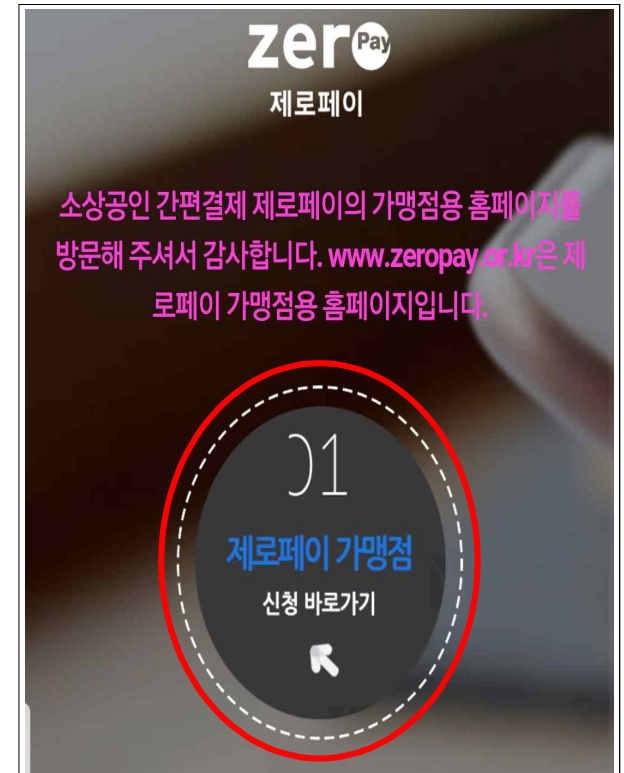 zero Pay
제로페이
소상공인 간편결제 제로페이의 가맹점용 홈페이지를
방문해 주셔서 감사합니다. www.zeropay.or.kr은 제
로페이 가맹점용 홈페이지입니다.
01
제로페이 가맹점
신청 바로가기